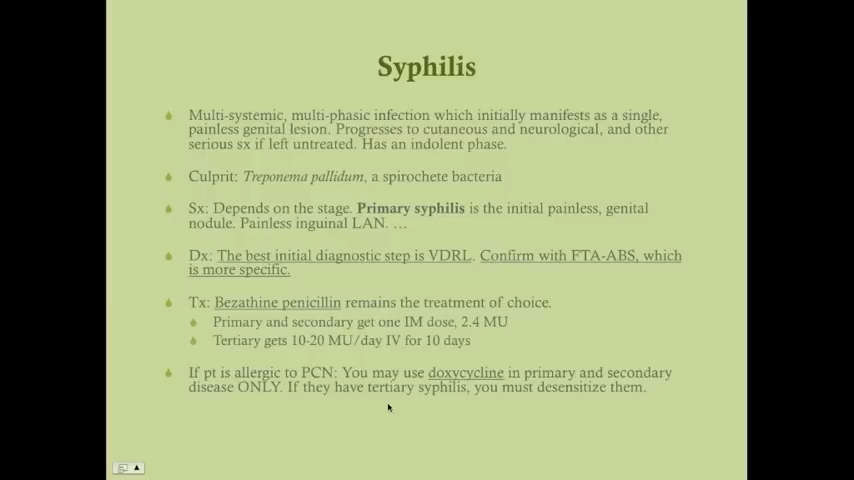 Syphilis
Multi-systemic, multi-phasic infection which initially manifests as a single,
painless genital lesion. Progresses to cutaneous and neurological, and other
serious sx if left untreated. Has an indolent phase.
Culprit: Treponema pallidum, a spirochete bacteria
Sx: Depends on the stage. Primary syphilis is the initial painless, genital
nodule. Painless inguinal LAN. …
Dx: The best initial diagnostic step is VDRL. Confirm with FTA-ABS, which
is more specific.
Tx: Bezathine penicillin remains the treatment of choice.
Primary and secondary get one IM dose, 2.4 MU
Tertiary gets 10-20 MU/day IV for 10 days
If pt is allergic to PCN: You may use doxycycline in primary and secondary
disease ONLY. If they have tertiary syphilis, you must desensitize them.